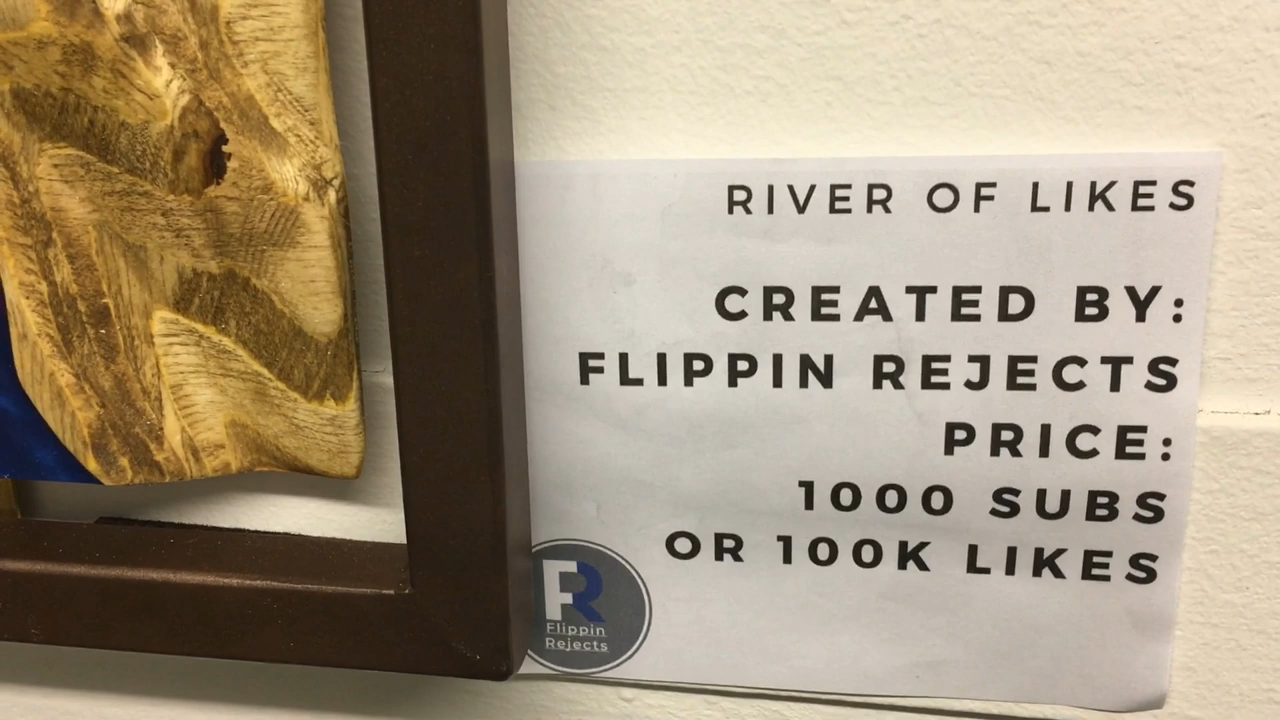 RIVER OF LIKES
CREATED BY:
FLIPPIN REJECTS
PRICE:
1000 SUBS
OR 100K LIKES
FR
Flippin
Rejects